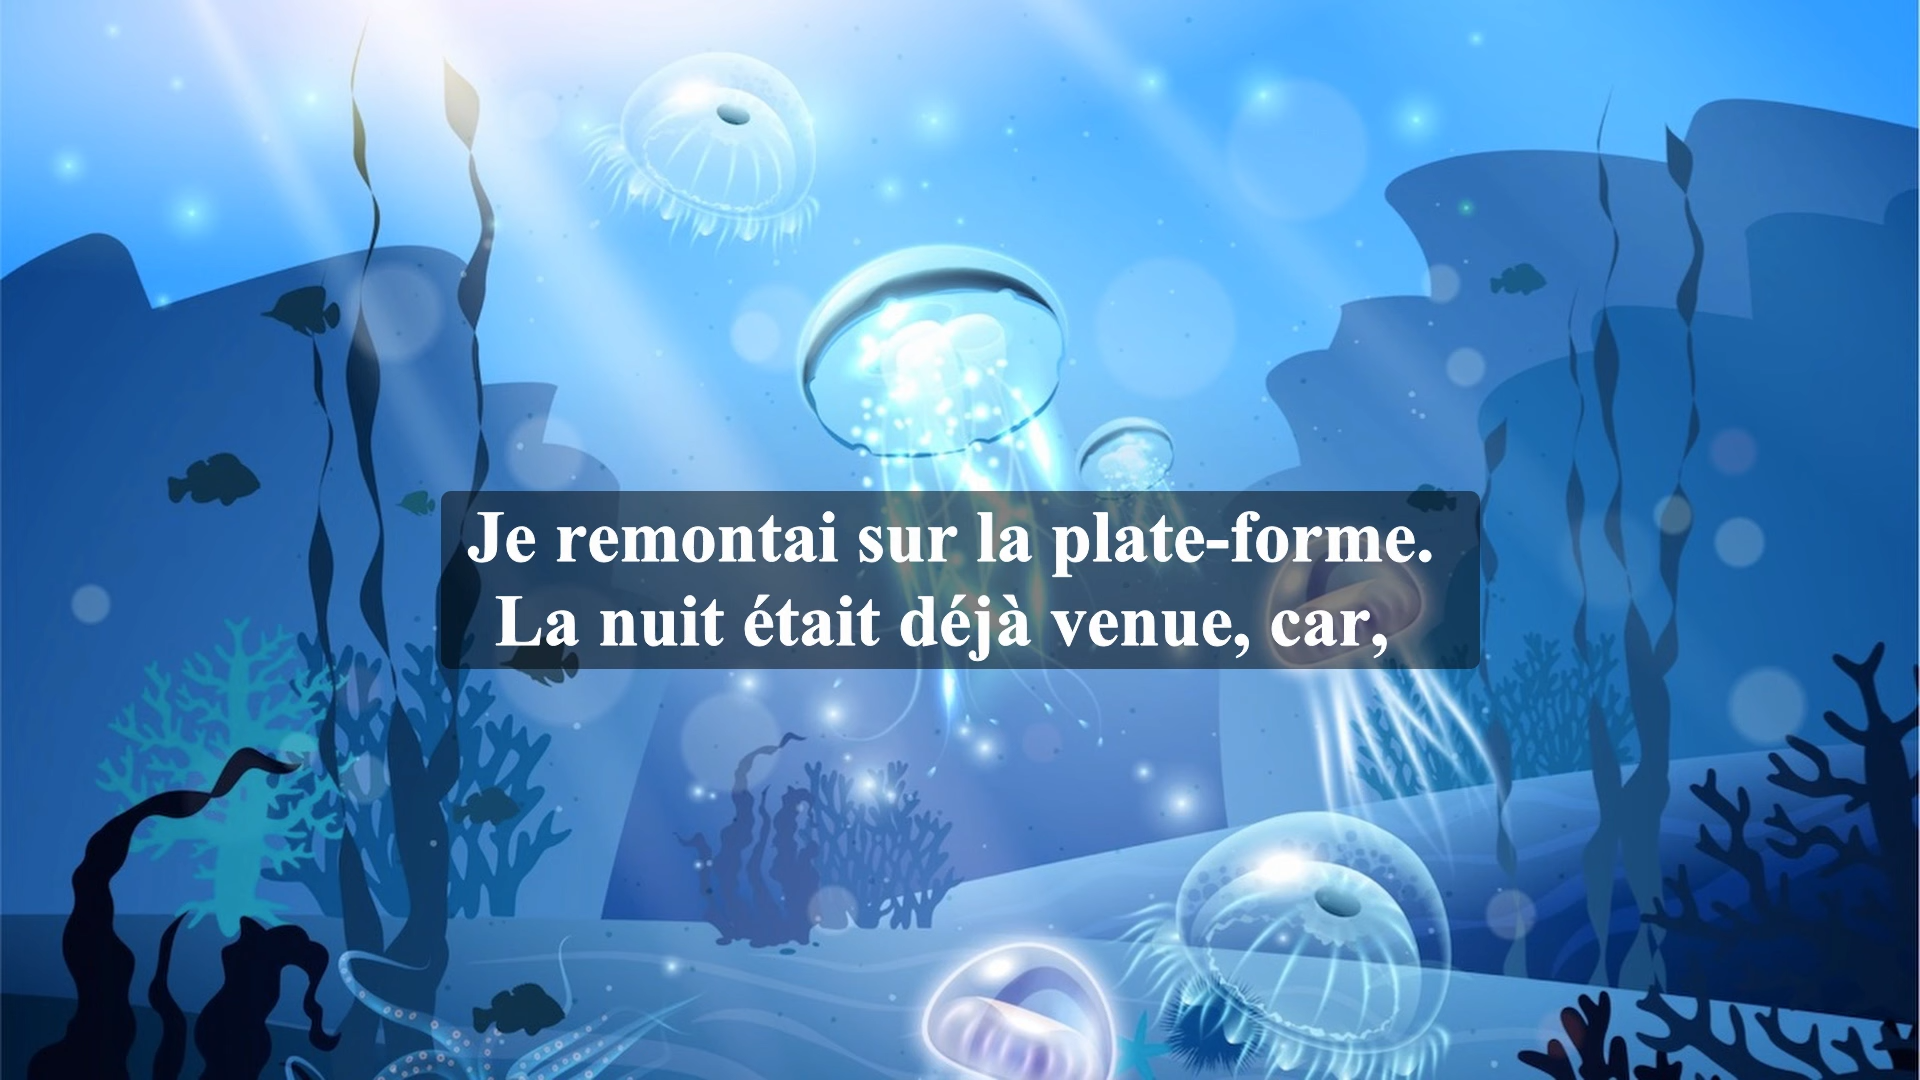 Je remontai sur la plate-forme.
La nuit était déjà venue, car,